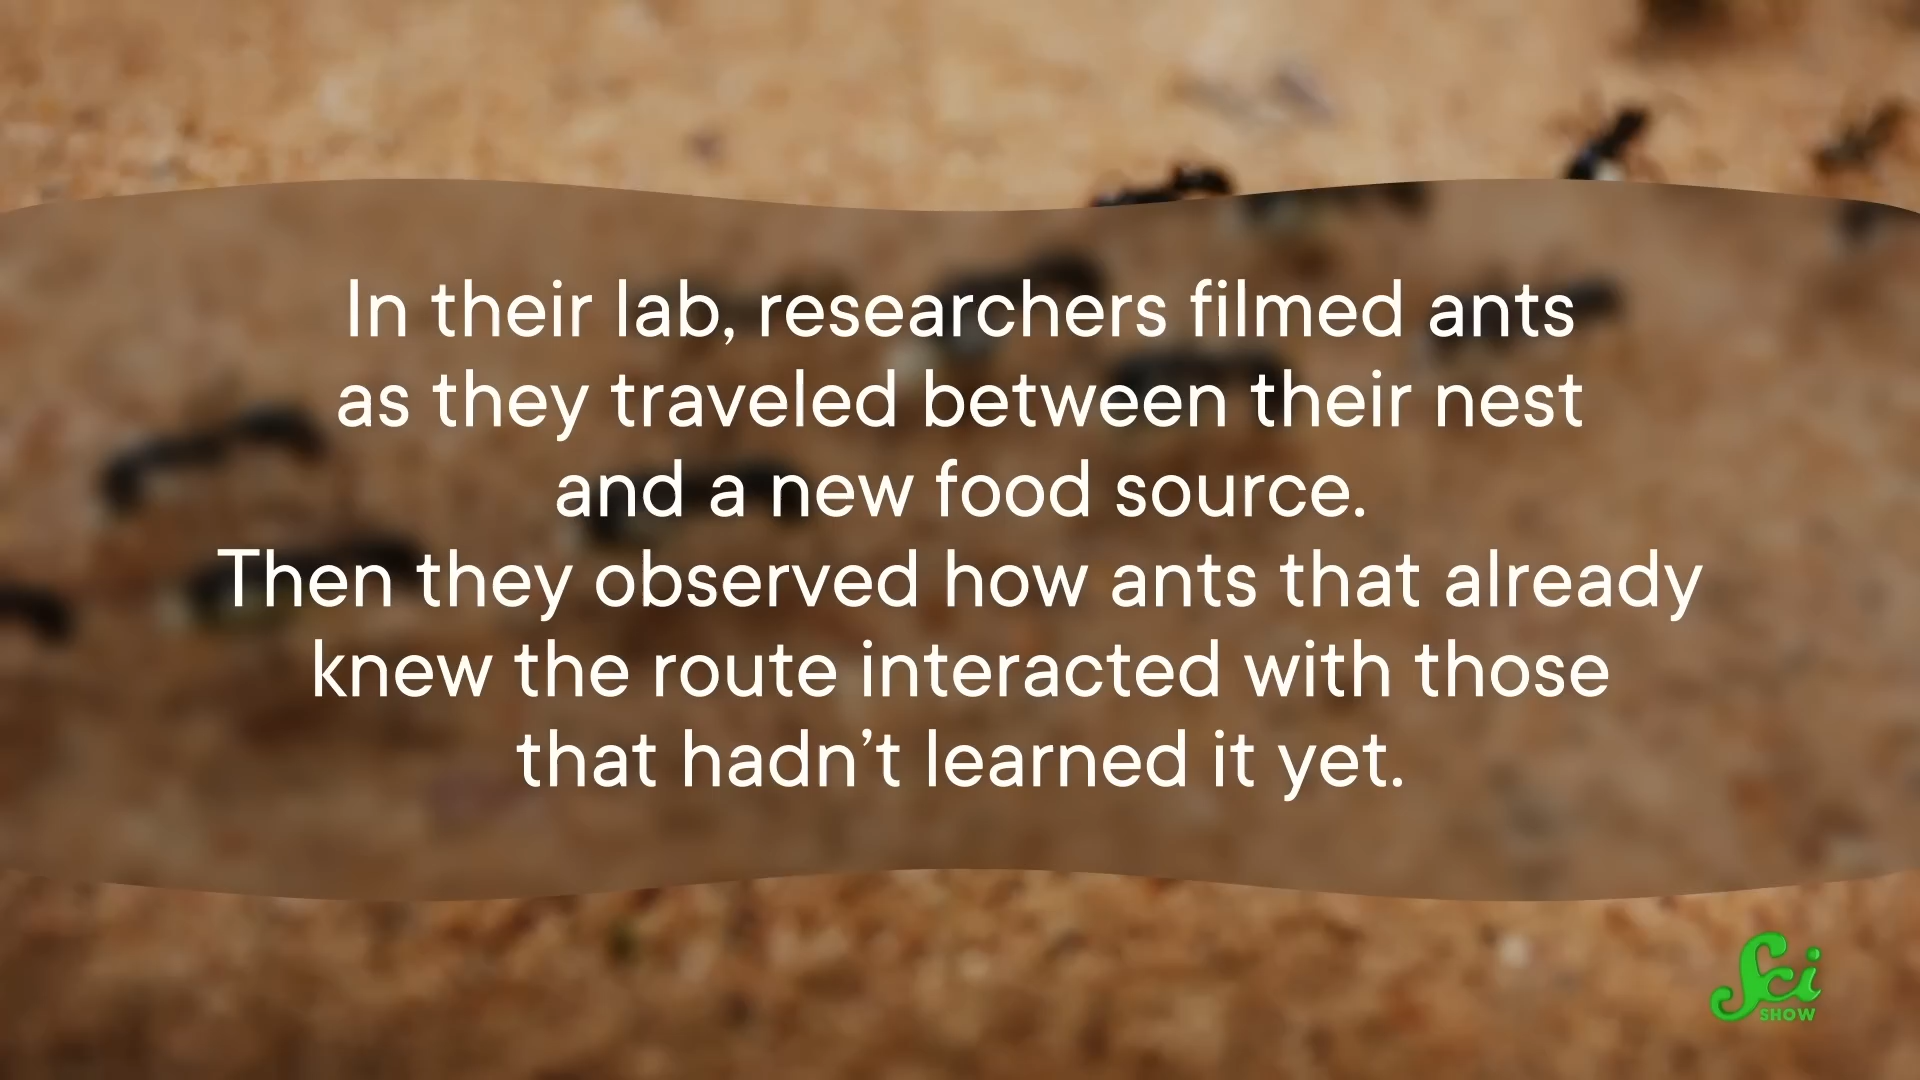 In their lab, researchers filmed ants
as they traveled between their nest
and a new food source.
Then they observed how ants that already
knew the route interacted with those
that hadn’t learned it yet.
Sci
SHOW